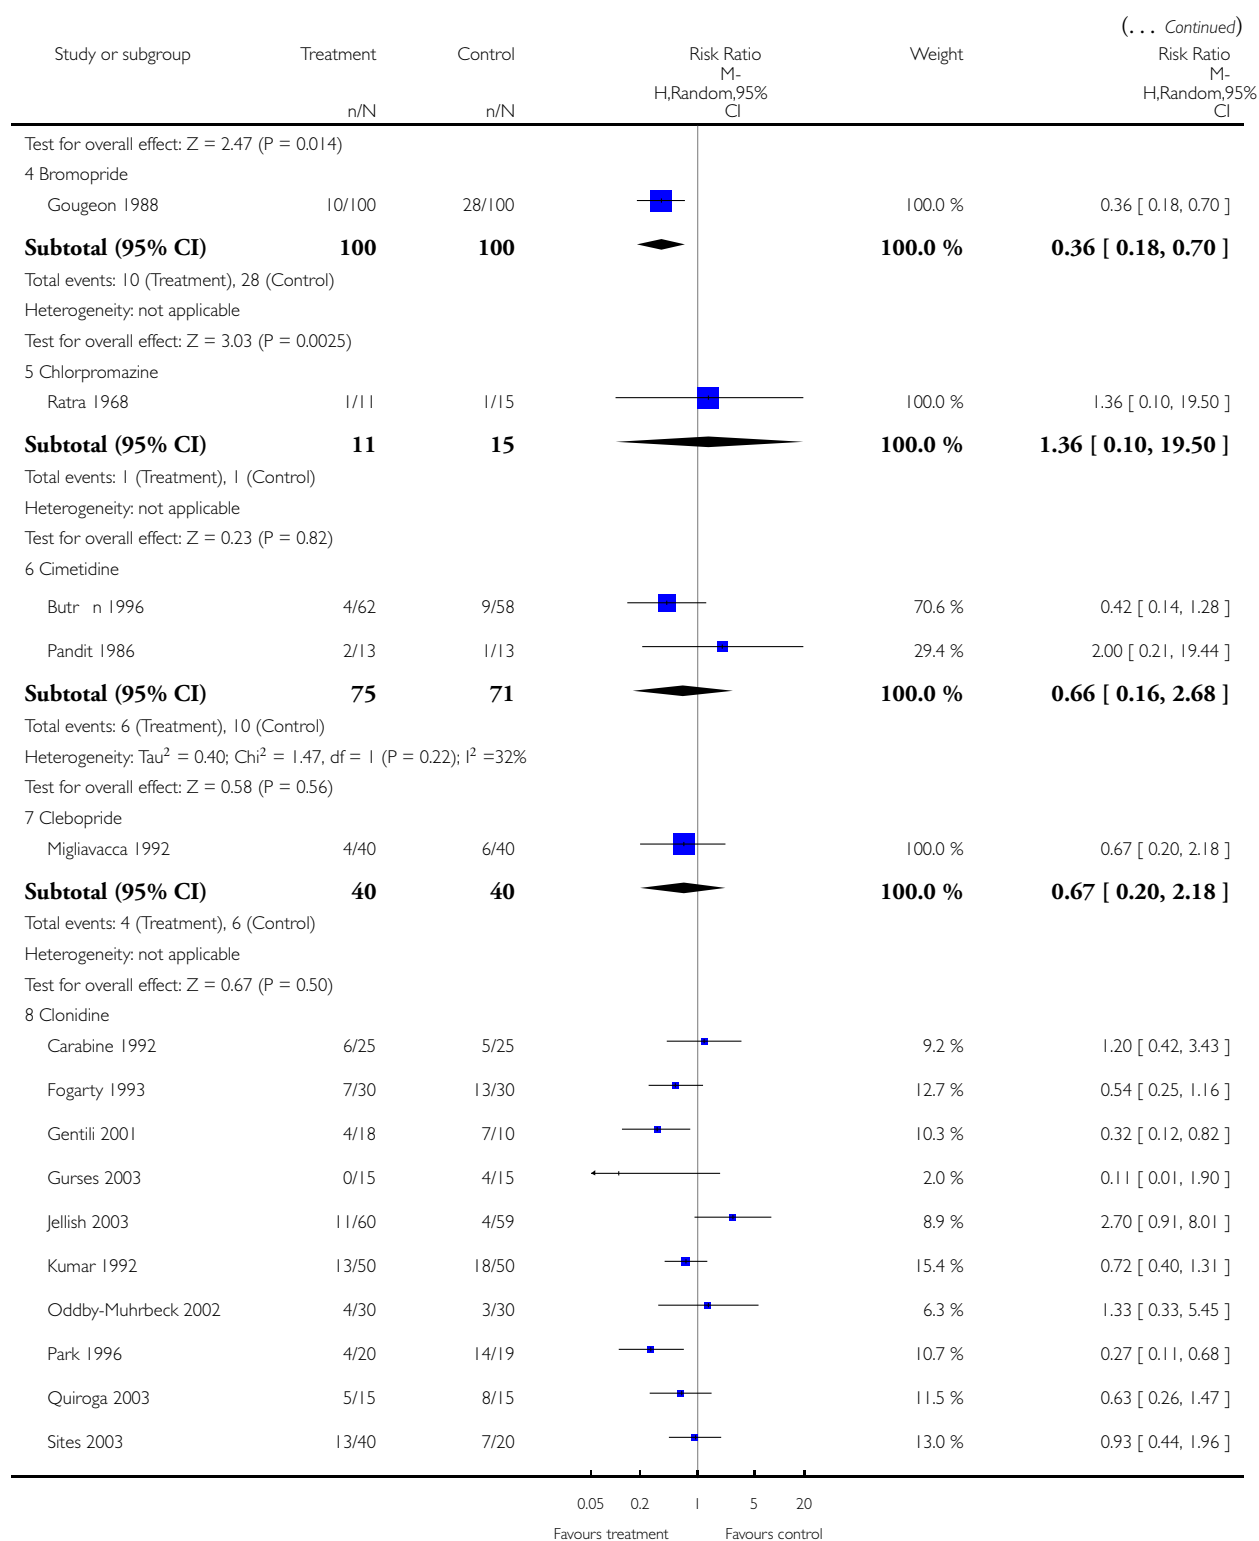 (... Continued)
Study or subgroup Treatment Control Risk Ratio Weight Risk Ratio
M- M-
H,Random,95% H,Random,95%
n/N n/N CI CI
Test for overall effect: Z = 2.47 (P = 0.014)
4 Bromopride
Gougeon 1988 10/100 28/100 100.0 % 0.36 [ 0.18, 0.70 ]
Subtotal (95% CI) 100 100 100.0 % 0.36 [ 0.18, 0.70 ]
Total events: 10 (Treatment), 28 (Control)
Heterogeneity: not applicable
Test for overall effect: Z = 3.03 (P = 0.0025)
5 Chlorpromazine
Ratra 1968 1/11 1/15 100.0 % 1.36 [ 0.10, 19.50 ]
Subtotal (95% CI) 11 15 100.0 % 1.36 [ 0.10, 19.50 ]
Total events: 1 (Treatment), 1 (Control)
Heterogeneity: not applicable
Test for overall effect: Z = 0.23 (P = 0.82)
6 Cimetidine
Butr n 1996 4/62 9/58 70.6 % 0.42 [ 0.14, 1.28 ]
Pandit 1986 2/13 1/13 29.4 % 2.00 [ 0.21, 19.44 ]
Subtotal (95% CI) 75 71 100.0 % 0.66 [ 0.16, 2.68 ]
Total events: 6 (Treatment), 10 (Control)
Heterogeneity: Tau² = 0.40; Chi² = 1.47, df = 1 (P = 0.22); I² =32%
Test for overall effect: Z = 0.58 (P = 0.56)
7 Clebopride
Migliavacca 1992 4/40 6/40 100.0 % 0.67 [ 0.20, 2.18 ]
Subtotal (95% CI) 40 40 100.0 % 0.67 [ 0.20, 2.18 ]
Total events: 4 (Treatment), 6 (Control)
Heterogeneity: not applicable
Test for overall effect: Z = 0.67 (P = 0.50)
8 Clonidine
Carabine 1992 6/25 5/25 9.2 % 1.20 [ 0.42, 3.43 ]
Fogarty 1993 7/30 13/30 12.7 % 0.54 [ 0.25, 1.16 ]
Gentili 2001 4/18 7/10 10.3 % 0.32 [ 0.12, 0.82 ]
Gurses 2003 0/15 4/15 2.0 % 0.11 [ 0.01, 1.90 ]
Jellish 2003 11/60 4/59 8.9 % 2.70 [ 0.91, 8.01 ]
Kumar 1992 13/50 18/50 15.4 % 0.72 [ 0.40, 1.31 ]
Oddby-Muhrbeck 2002 4/30 3/30 6.3 % 1.33 [ 0.33, 5.45 ]
Park 1996 4/20 14/19 10.7 % 0.27 [ 0.11, 0.68 ]
Quiroga 2003 5/15 8/15 11.5 % 0.63 [ 0.26, 1.47 ]
Sites 2003 13/40 7/20 13.0 % 0.93 [ 0.44, 1.96 ]
0.05 0.2 1 5 20
Favours treatment Favours control